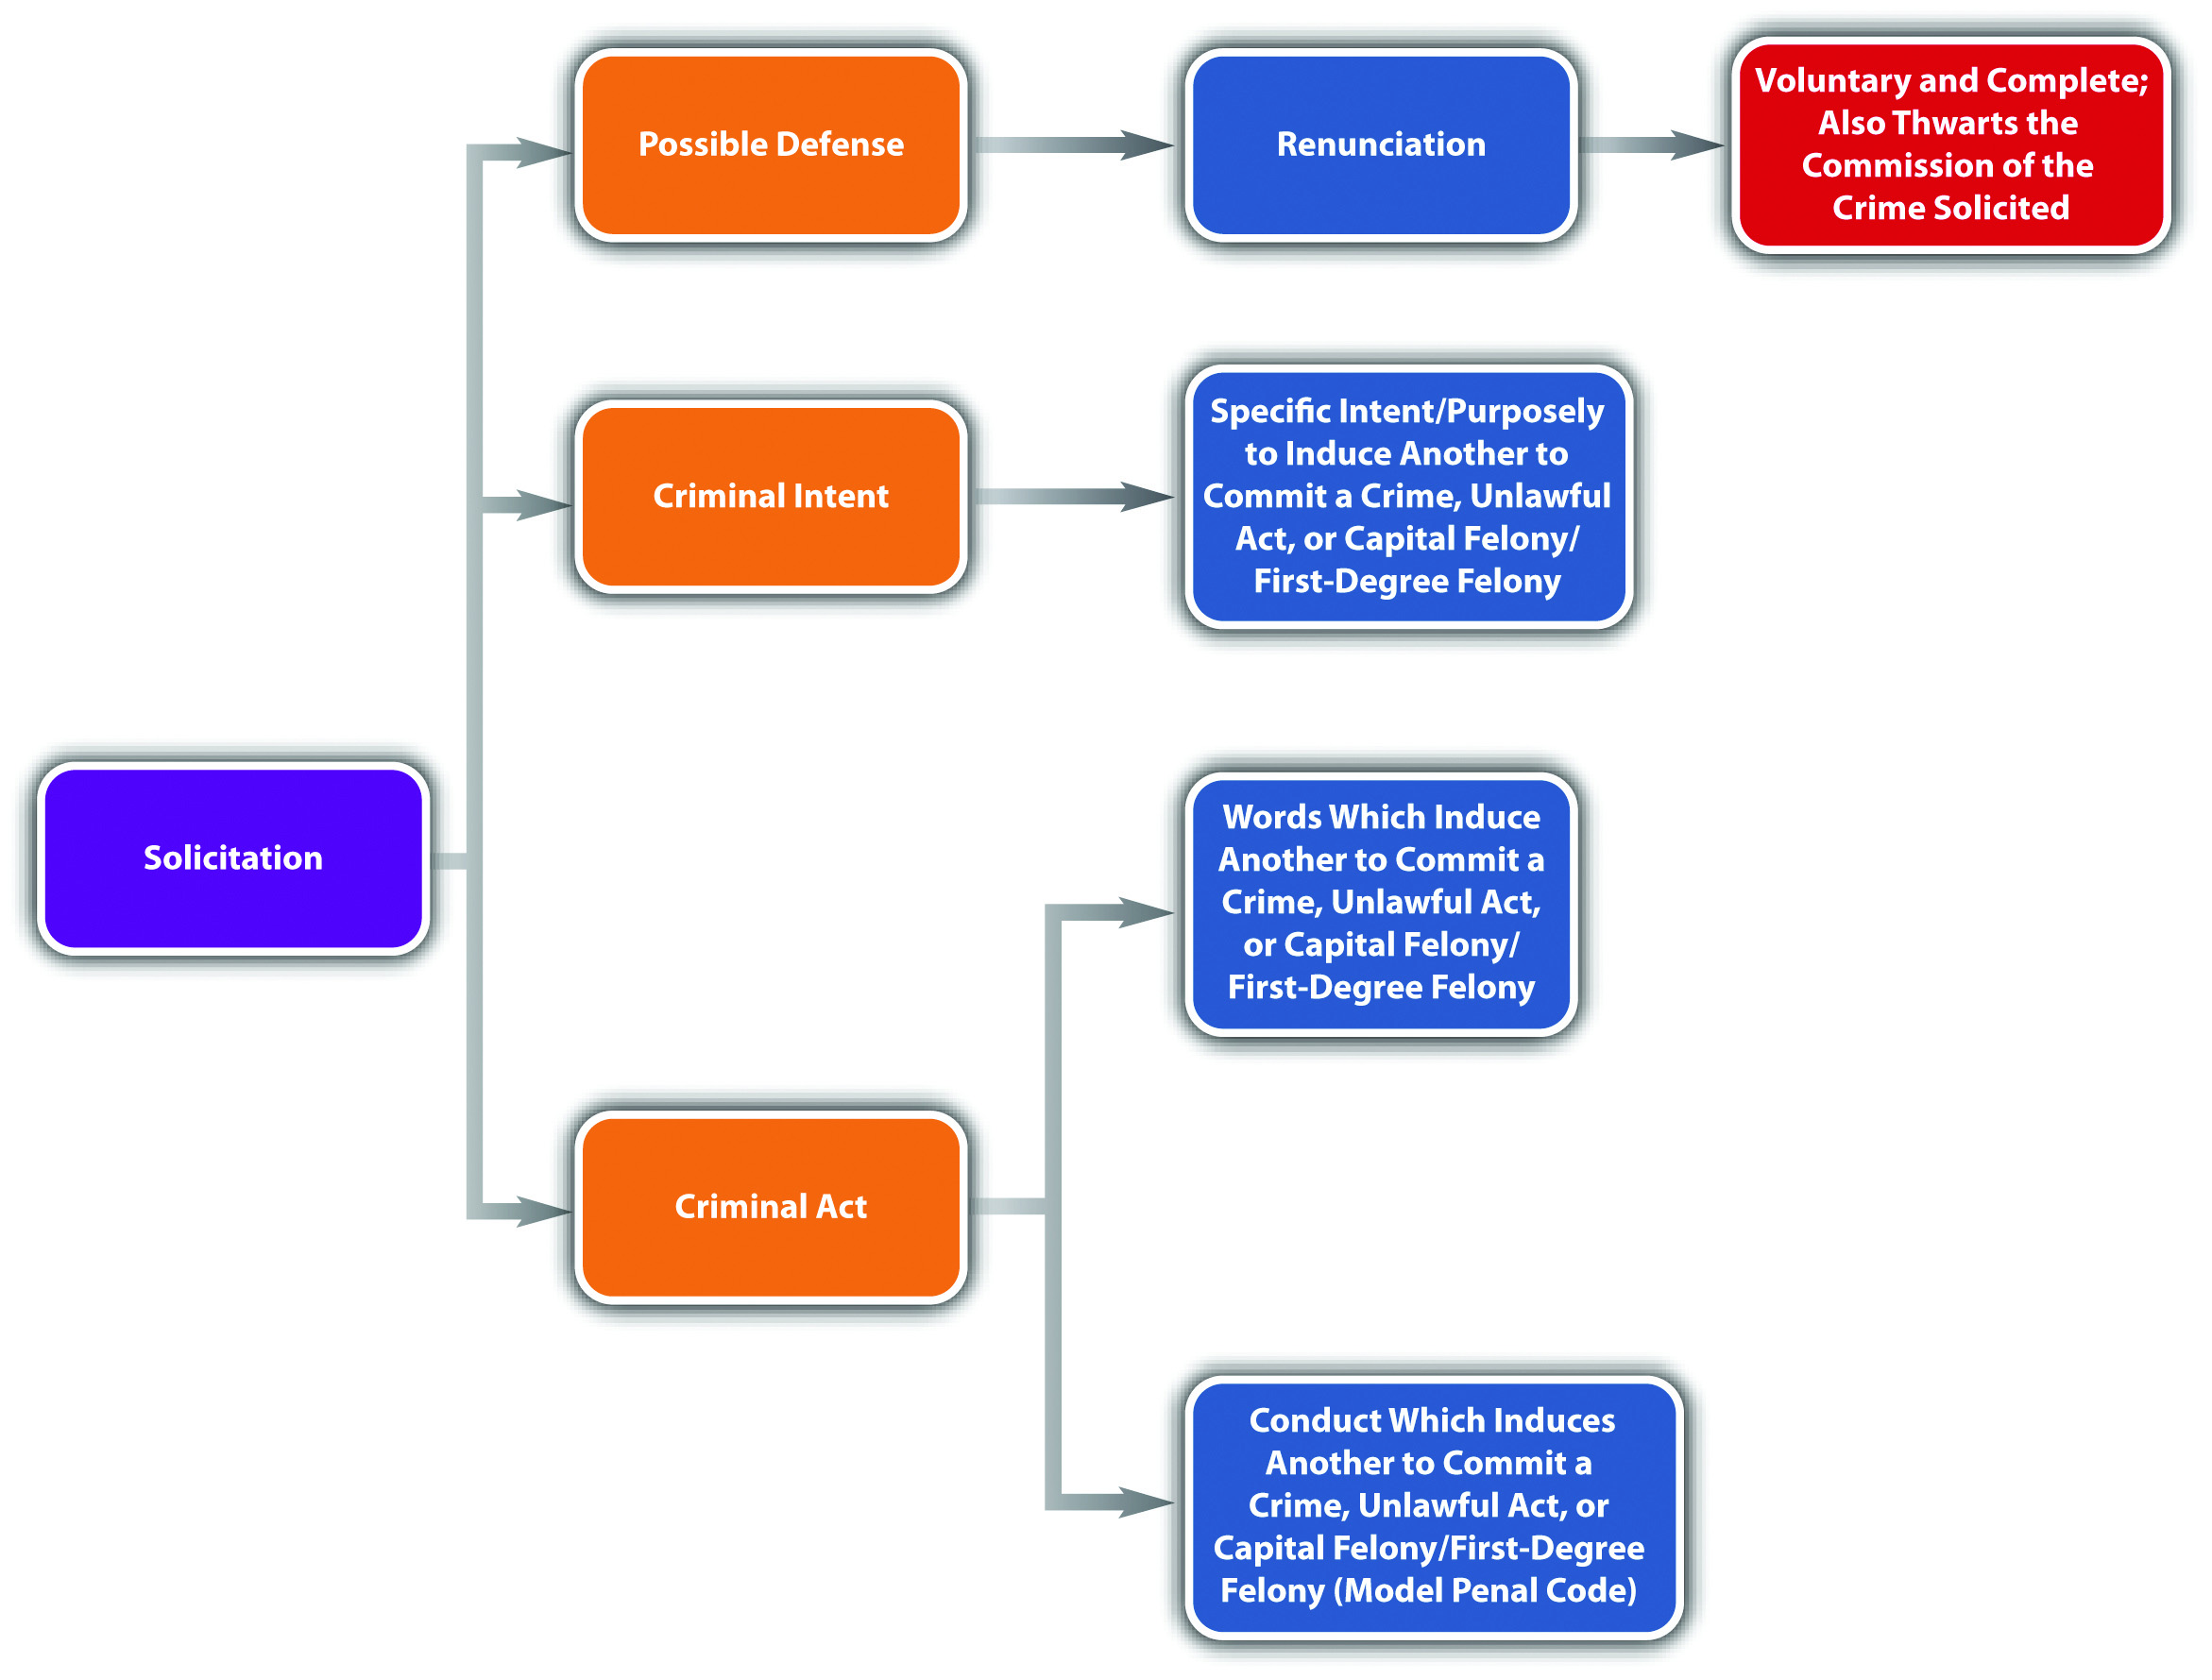 Possible Defense
Renunciation
Voluntary and Complete;
Also Thwarts the
Commission of the
Crime Solicited
Criminal Intent
Specific Intent/Purposely
to Induce Another to
Commit a Crime, Unlawful
Act, or Capital Felony/
First-Degree Felony
Solicitation
Words Which Induce
Another to Commit a
Crime, Unlawful Act,
or Capital Felony/
First-Degree Felony
Criminal Act
Conduct Which Induces
Another to Commit a
Crime, Unlawful Act, or
Capital Felony/First-Degree
Felony (Model Penal Code)